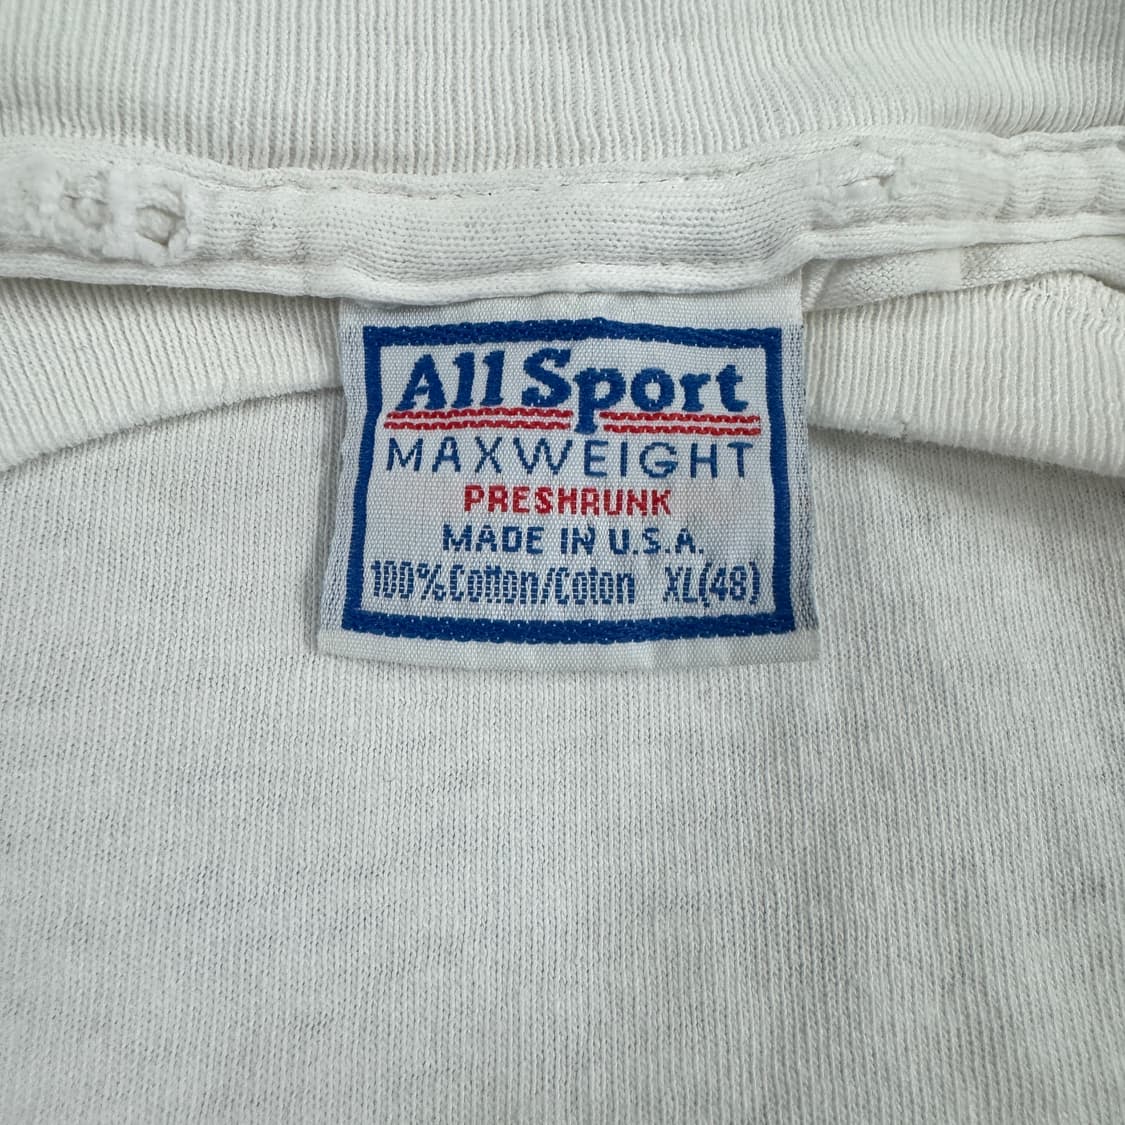 All Sport
MAXWEIGHT
PRESHRUNK
MADE IN U.S.A.
100% Cotton/Coton XL(48)